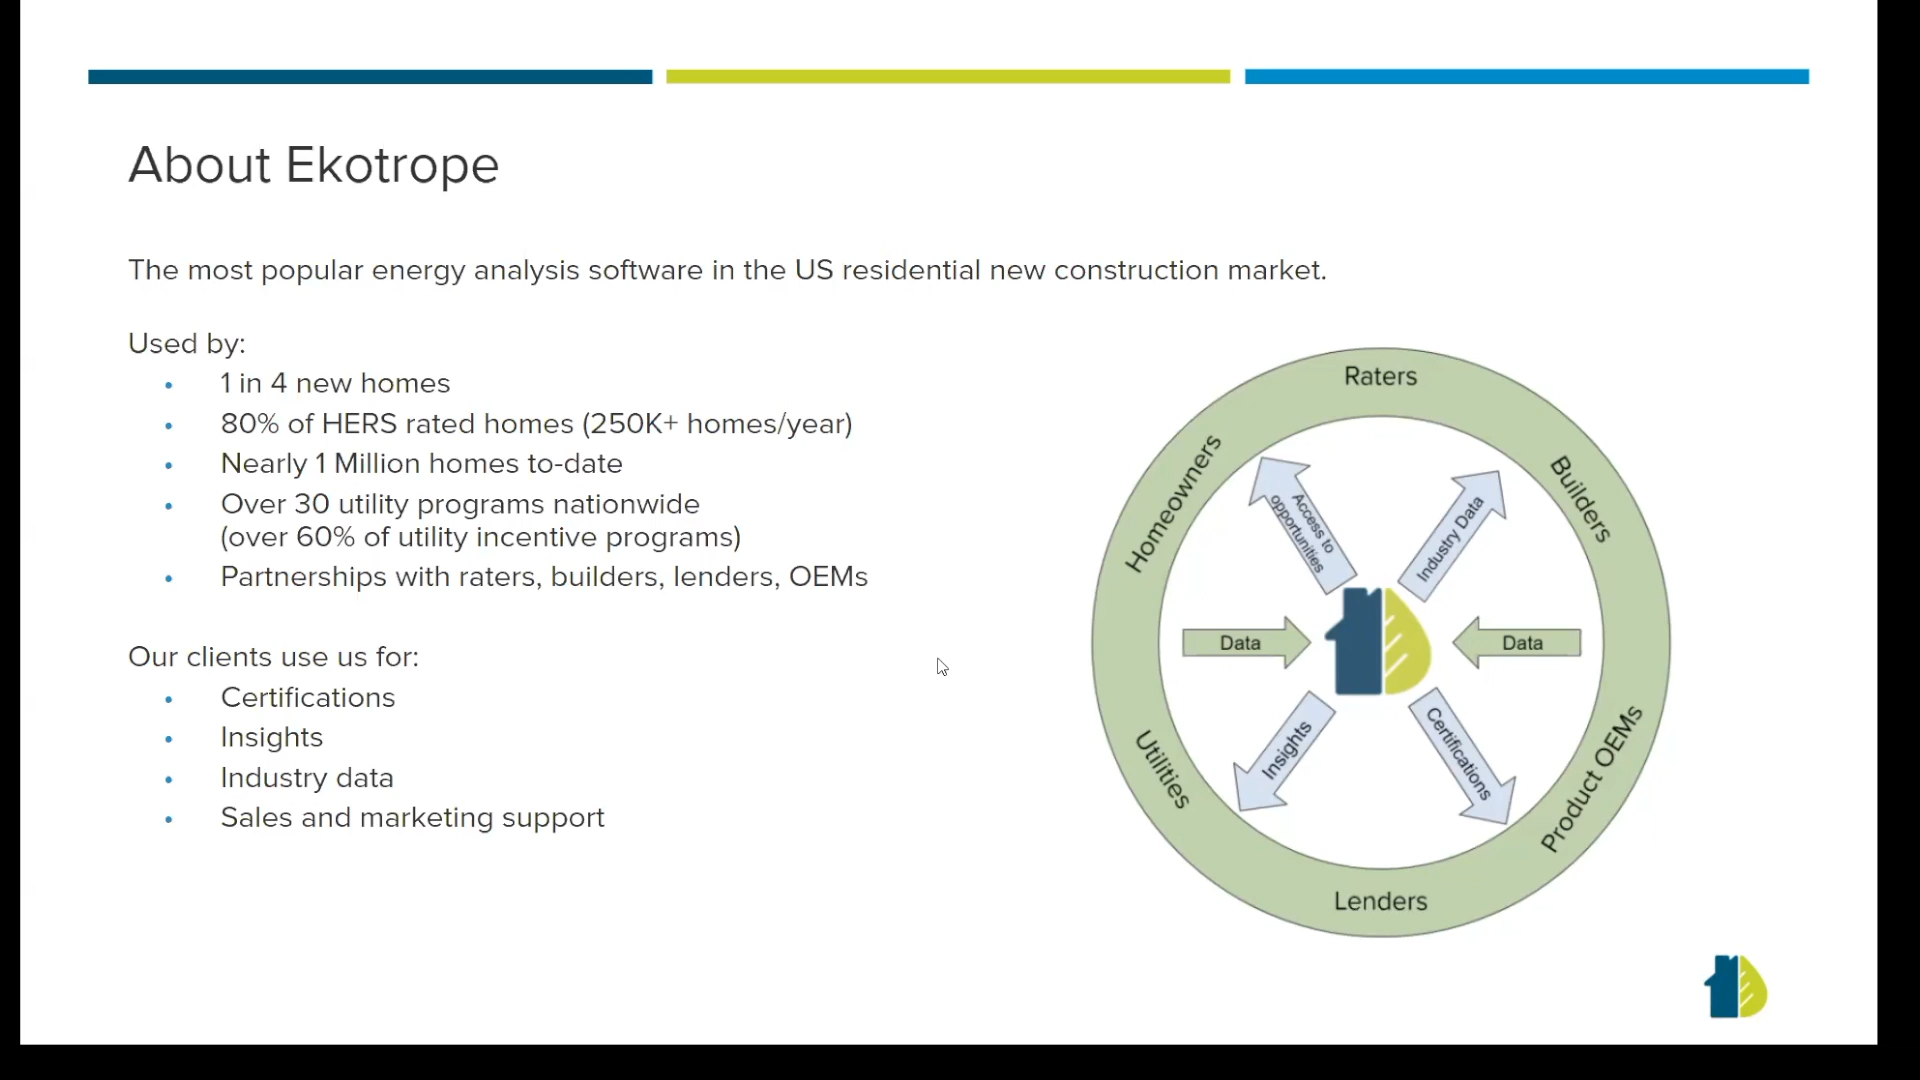 About Ekotrope
The most popular energy analysis software in the US residential new construction market.
Used by:
• 1 in 4 new homes
• 80% of HERS rated homes (250K+ homes/year)
• Nearly 1 Million homes to-date
• Over 30 utility programs nationwide
(over 60% of utility incentive programs)
• Partnerships with raters, builders, lenders, OEMs
Our clients use us for:
• Certifications
• Insights
• Industry data
• Sales and marketing support
Raters
Homeowners
Builders
Access to
opportunities
Industry Data
Data
Data
Insights
Certifications
Utilities
Product OEMs
Lenders